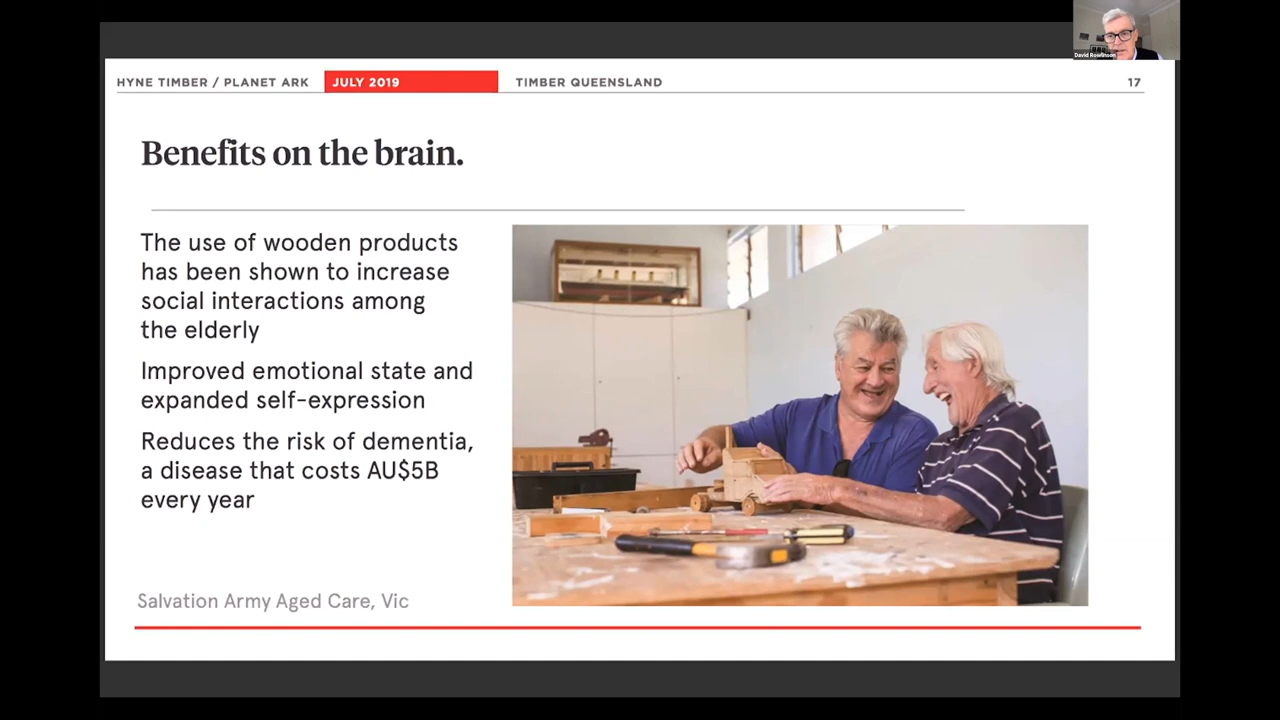 David Rowlinson
HYNE TIMBER / PLANET ARK JULY 2019 TIMBER QUEENSLAND 17
Benefits on the brain.
The use of wooden products
has been shown to increase
social interactions among
the elderly
Improved emotional state and
expanded self-expression
Reduces the risk of dementia,
a disease that costs AU$5B
every year
Salvation Army Aged Care, Vic